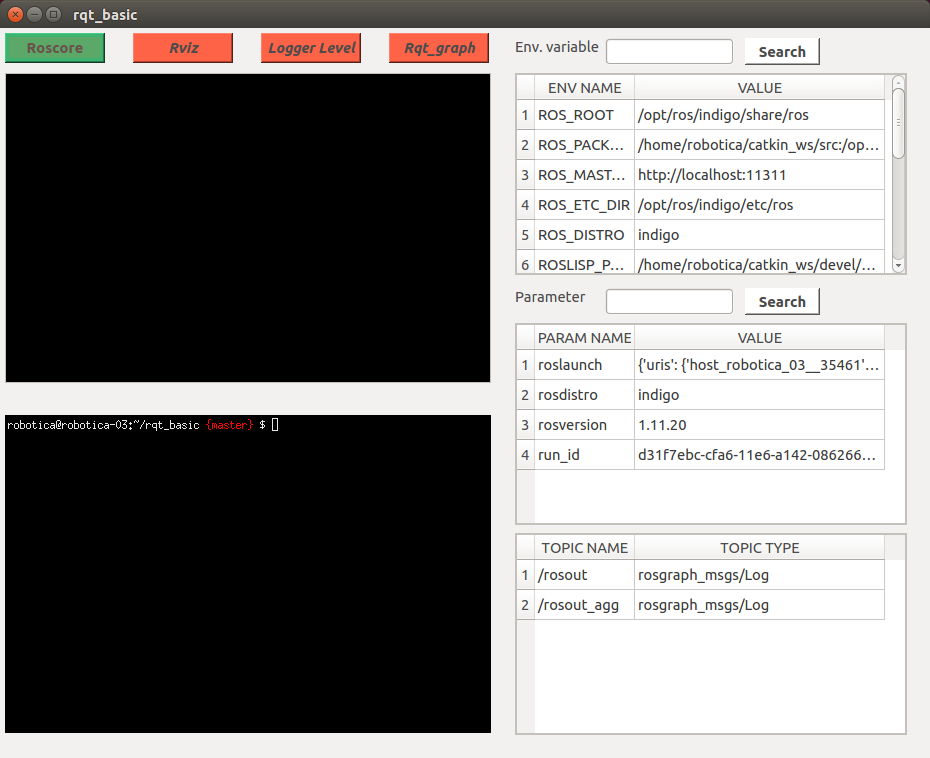 rqt_basic
Roscore Rviz Logger Level Rqt_graph
Env. variable Search
ENV NAME VALUE
1 ROS_ROOT /opt/ros/indigo/share/ros
2 ROS_PACK... /home/robotica/catkin_ws/src:/op...
3 ROS_MAST... http://localhost:11311
4 ROS_ETC_DIR /opt/ros/indigo/etc/ros
5 ROS_DISTRO indigo
6 ROSLISP_P... /home/robotica/catkin_ws/devel/...
Parameter Search
PARAM NAME VALUE
1 roslaunch {'uris': {'host_robotica_03__35461'...
2 rosdistro indigo
3 rosversion 1.11.20
4 run_id d31f7ebc-cfa6-11e6-a142-086266...
robotica@robotica-03:~/rqt_basic {master} $
TOPIC NAME TOPIC TYPE
1 /rosout rosgraph_msgs/Log
2 /rosout_agg rosgraph_msgs/Log